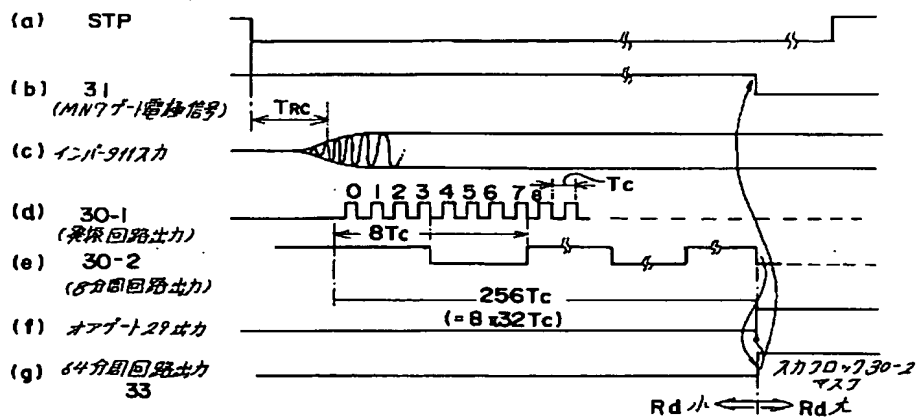 (a) STP
(b) 31
(MN7ゲート電極信号)
TRC
(c) インバータ11入力
Tc
0 1 2 3 4 5 6 7 8
(d) 30-1
(発振回路出力)
8Tc
(e) 30-2
(8分周回路出力)
256Tc
(=8×32Tc)
(f) オアゲート29出力
(g) 64分周回路出力
33
入力クロック30-2
マスク
Rd小 Rd大